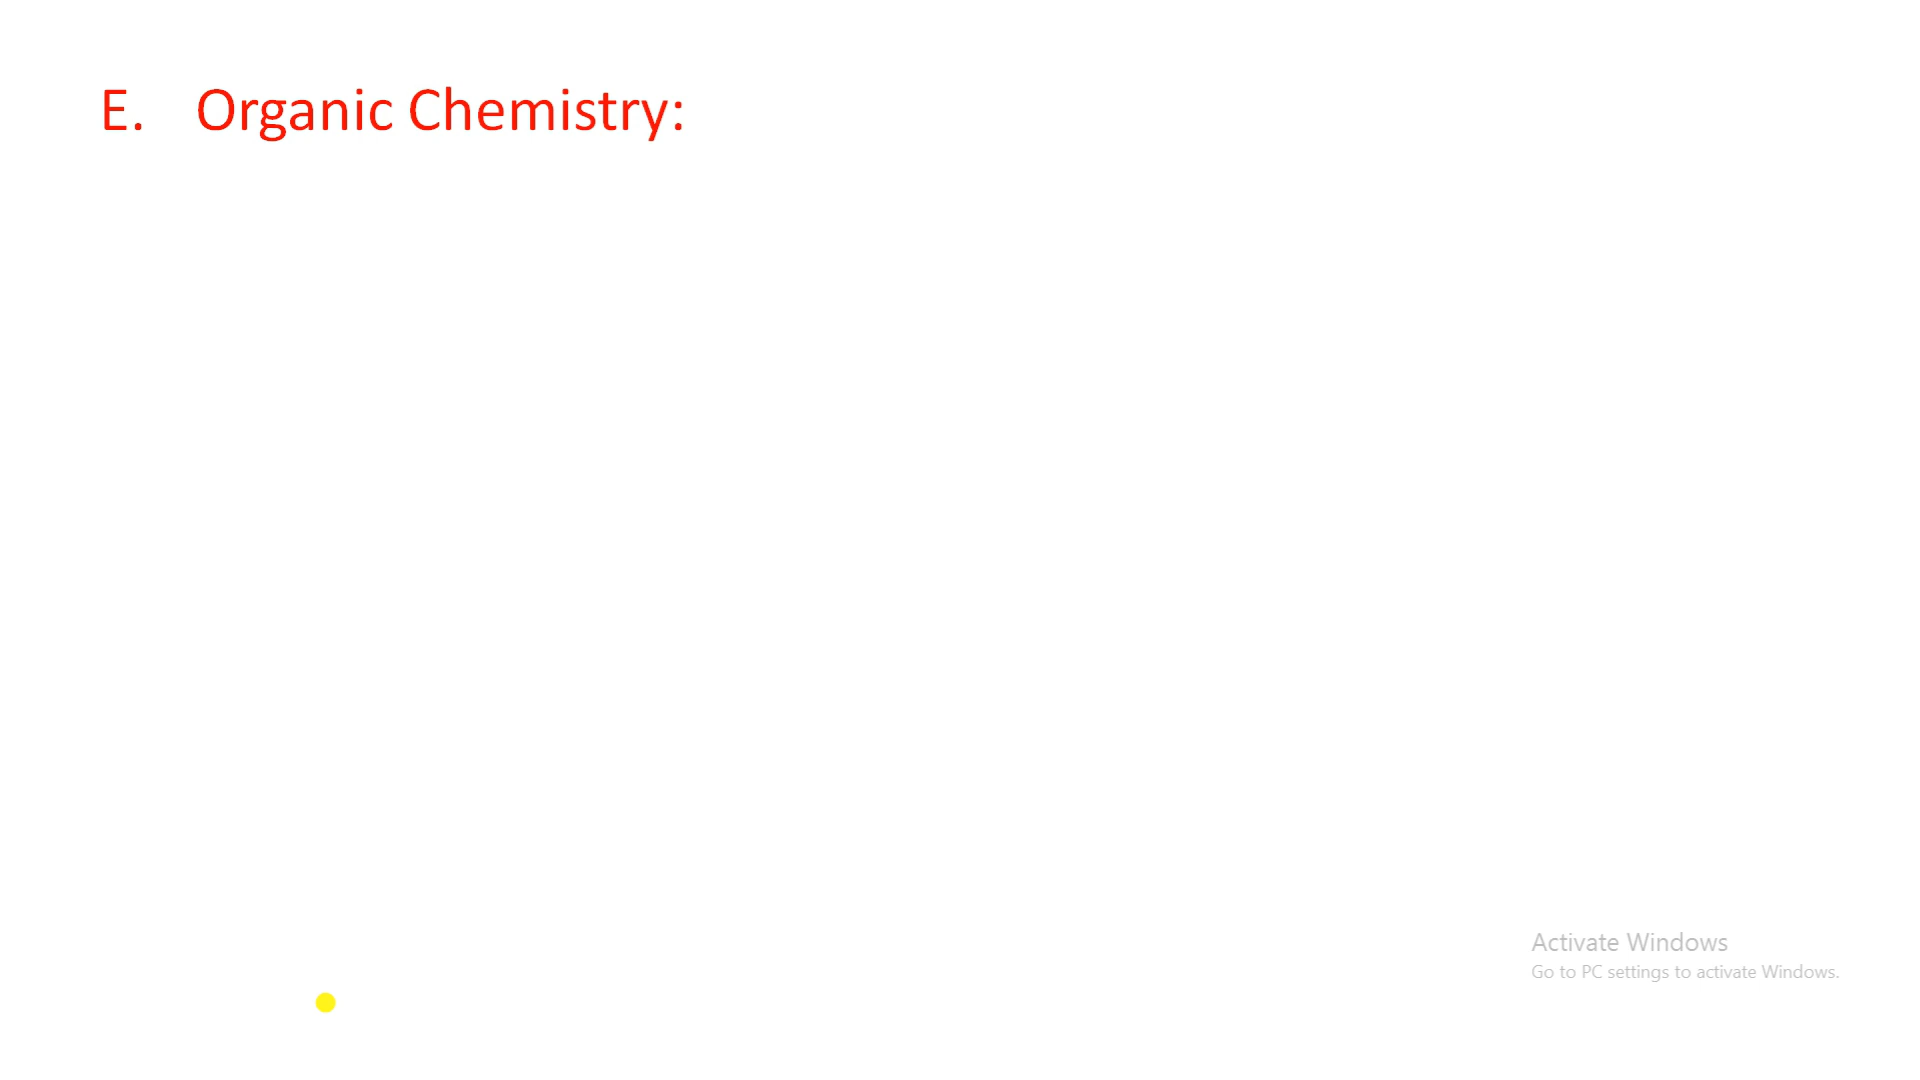 E. Organic Chemistry:
Activate Windows
Go to PC settings to activate Windows.